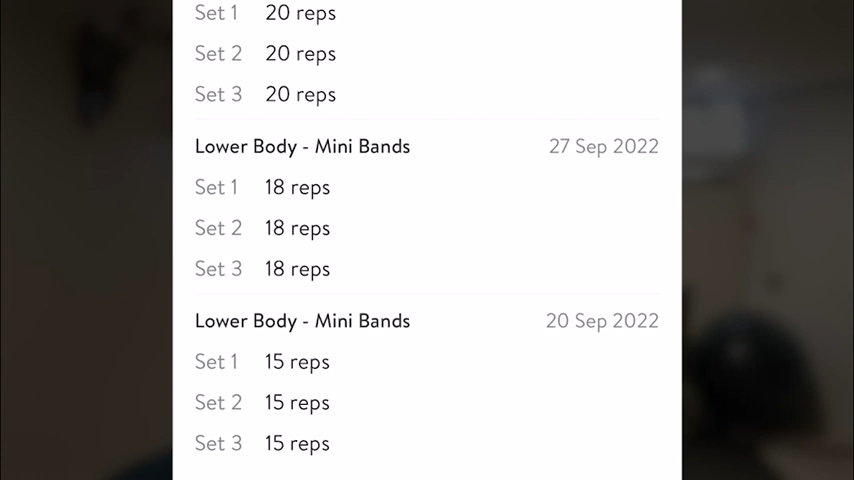 Set 1 20 reps
Set 2 20 reps
Set 3 20 reps
Lower Body - Mini Bands 27 Sep 2022
Set 1 18 reps
Set 2 18 reps
Set 3 18 reps
Lower Body - Mini Bands 20 Sep 2022
Set 1 15 reps
Set 2 15 reps
Set 3 15 reps